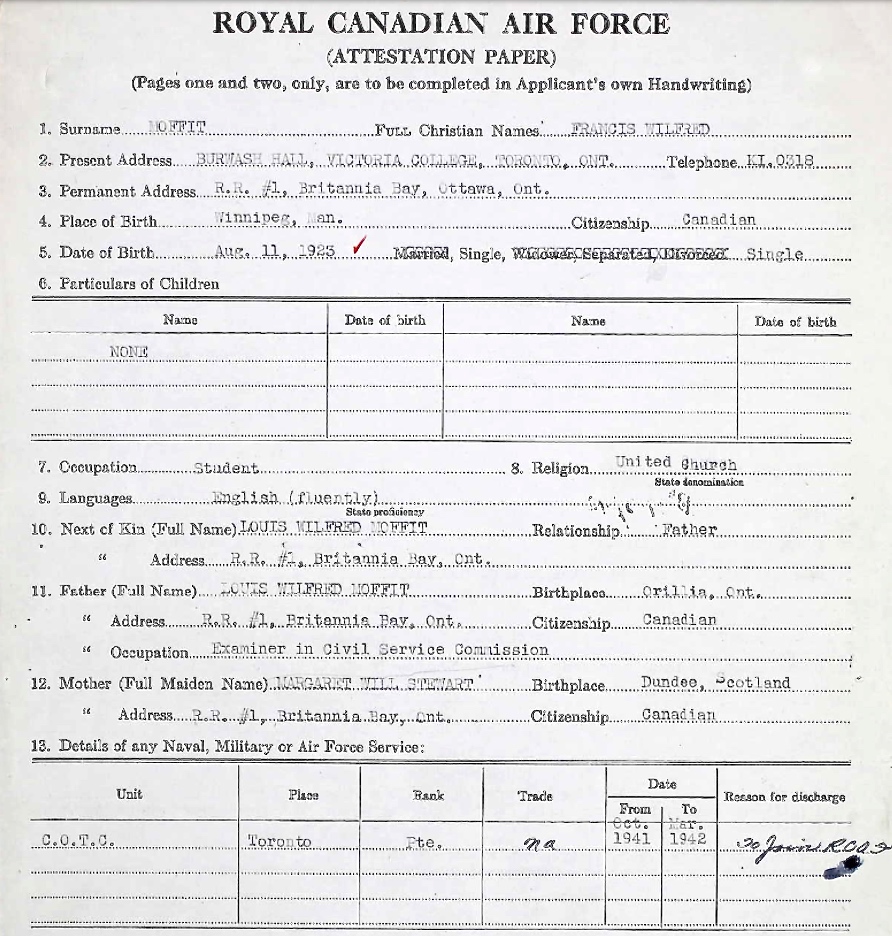 ROYAL CANADIAN AIR FORCE
(ATTESTATION PAPER)
(Pages one and two, only, are to be completed in Applicant's own Handwriting)
1. Surname MOFFIT Full Christian Names FRANCIS WILFRED
2. Present Address BURWASH HALL, VICTORIA COLLEGE, TORONTO, ONT. Telephone KI.0318
3. Permanent Address R.R. #1, Britannia Bay, Ottawa, Ont.
4. Place of Birth Winnipeg, Man. Citizenship Canadian
5. Date of Birth Aug. 11, 1925 Married, Single, Widower, Separated, Divorced Single
6. Particulars of Children
Name Date of birth Name Date of birth
NONE
7. Occupation Student 8. Religion United Church
State denomination
9. Languages English (fluently)
State proficiency
10. Next of Kin (Full Name) LOUIS WILFRED MOFFIT Relationship Father
" Address R.R. #1, Britannia Bay, Ont.
11. Father (Full Name) LOUIS WILFRED MOFFIT Birthplace Orillia, Ont.
" Address R.R. #1, Britannia Bay, Ont. Citizenship Canadian
" Occupation Examiner in Civil Service Commission
12. Mother (Full Maiden Name) MARGARET WILL STEWART Birthplace Dundee, Scotland
" Address R.R. #1, Britannia Bay, Ont. Citizenship Canadian
13. Details of any Naval, Military or Air Force Service:
Unit Place Rank Trade Date Reason for discharge
From To
Oct. Mar.
C.O.T.C. Toronto Pte. na 1941 1942 To Join RCAF